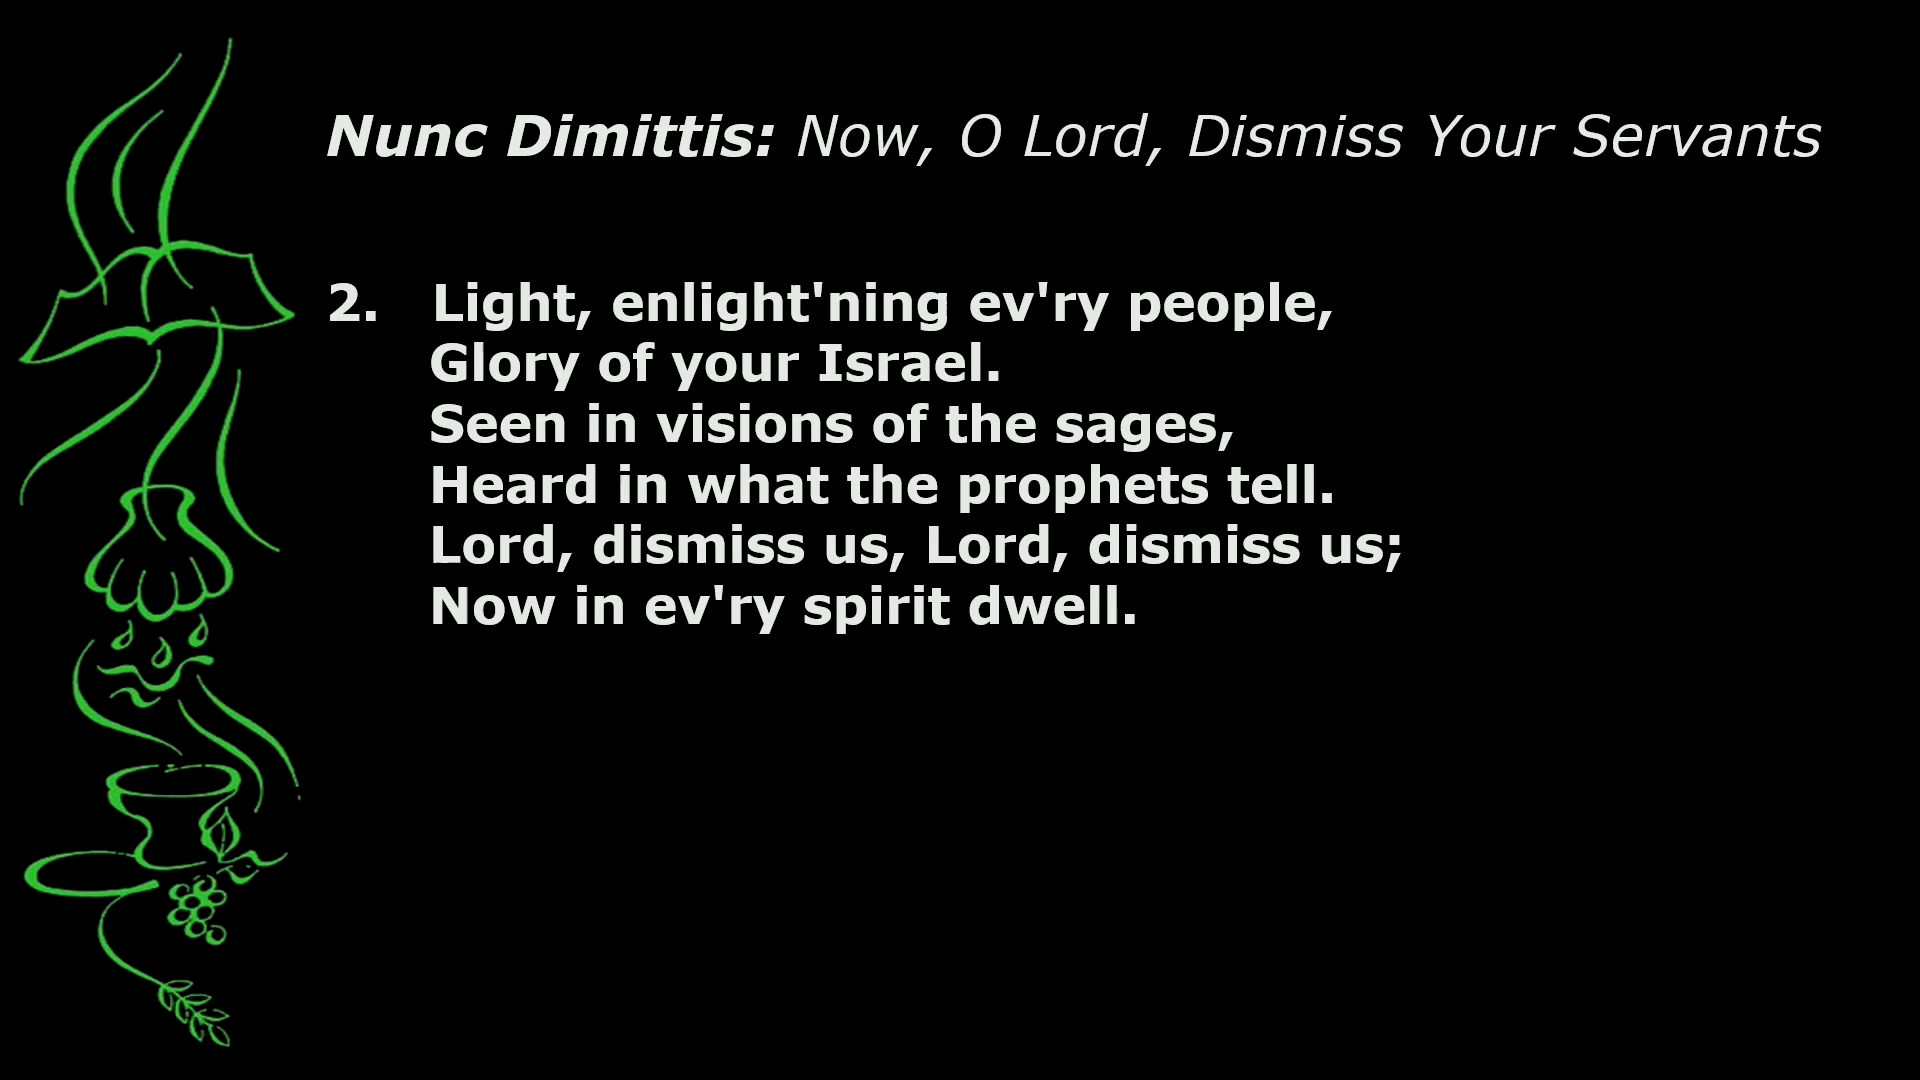 Nunc Dimittis: Now, O Lord, Dismiss Your Servants
2. Light, enlight'ning ev'ry people,
Glory of your Israel.
Seen in visions of the sages,
Heard in what the prophets tell.
Lord, dismiss us, Lord, dismiss us;
Now in ev'ry spirit dwell.